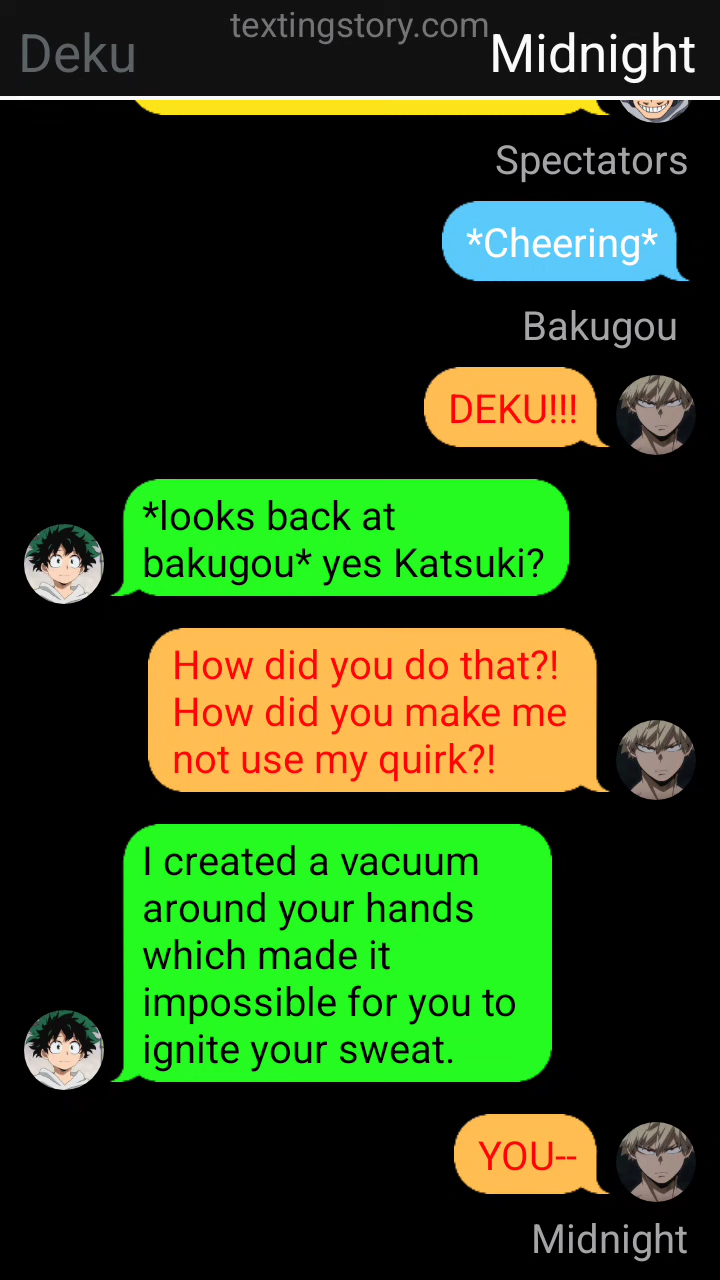 textingstory.com
Deku
Midnight
Spectators
*Cheering*
Bakugou
DEKU!!!
*looks back at
bakugou* yes Katsuki?
How did you do that?!
How did you make me
not use my quirk?!
I created a vacuum
around your hands
which made it
impossible for you to
ignite your sweat.
YOU--
Midnight